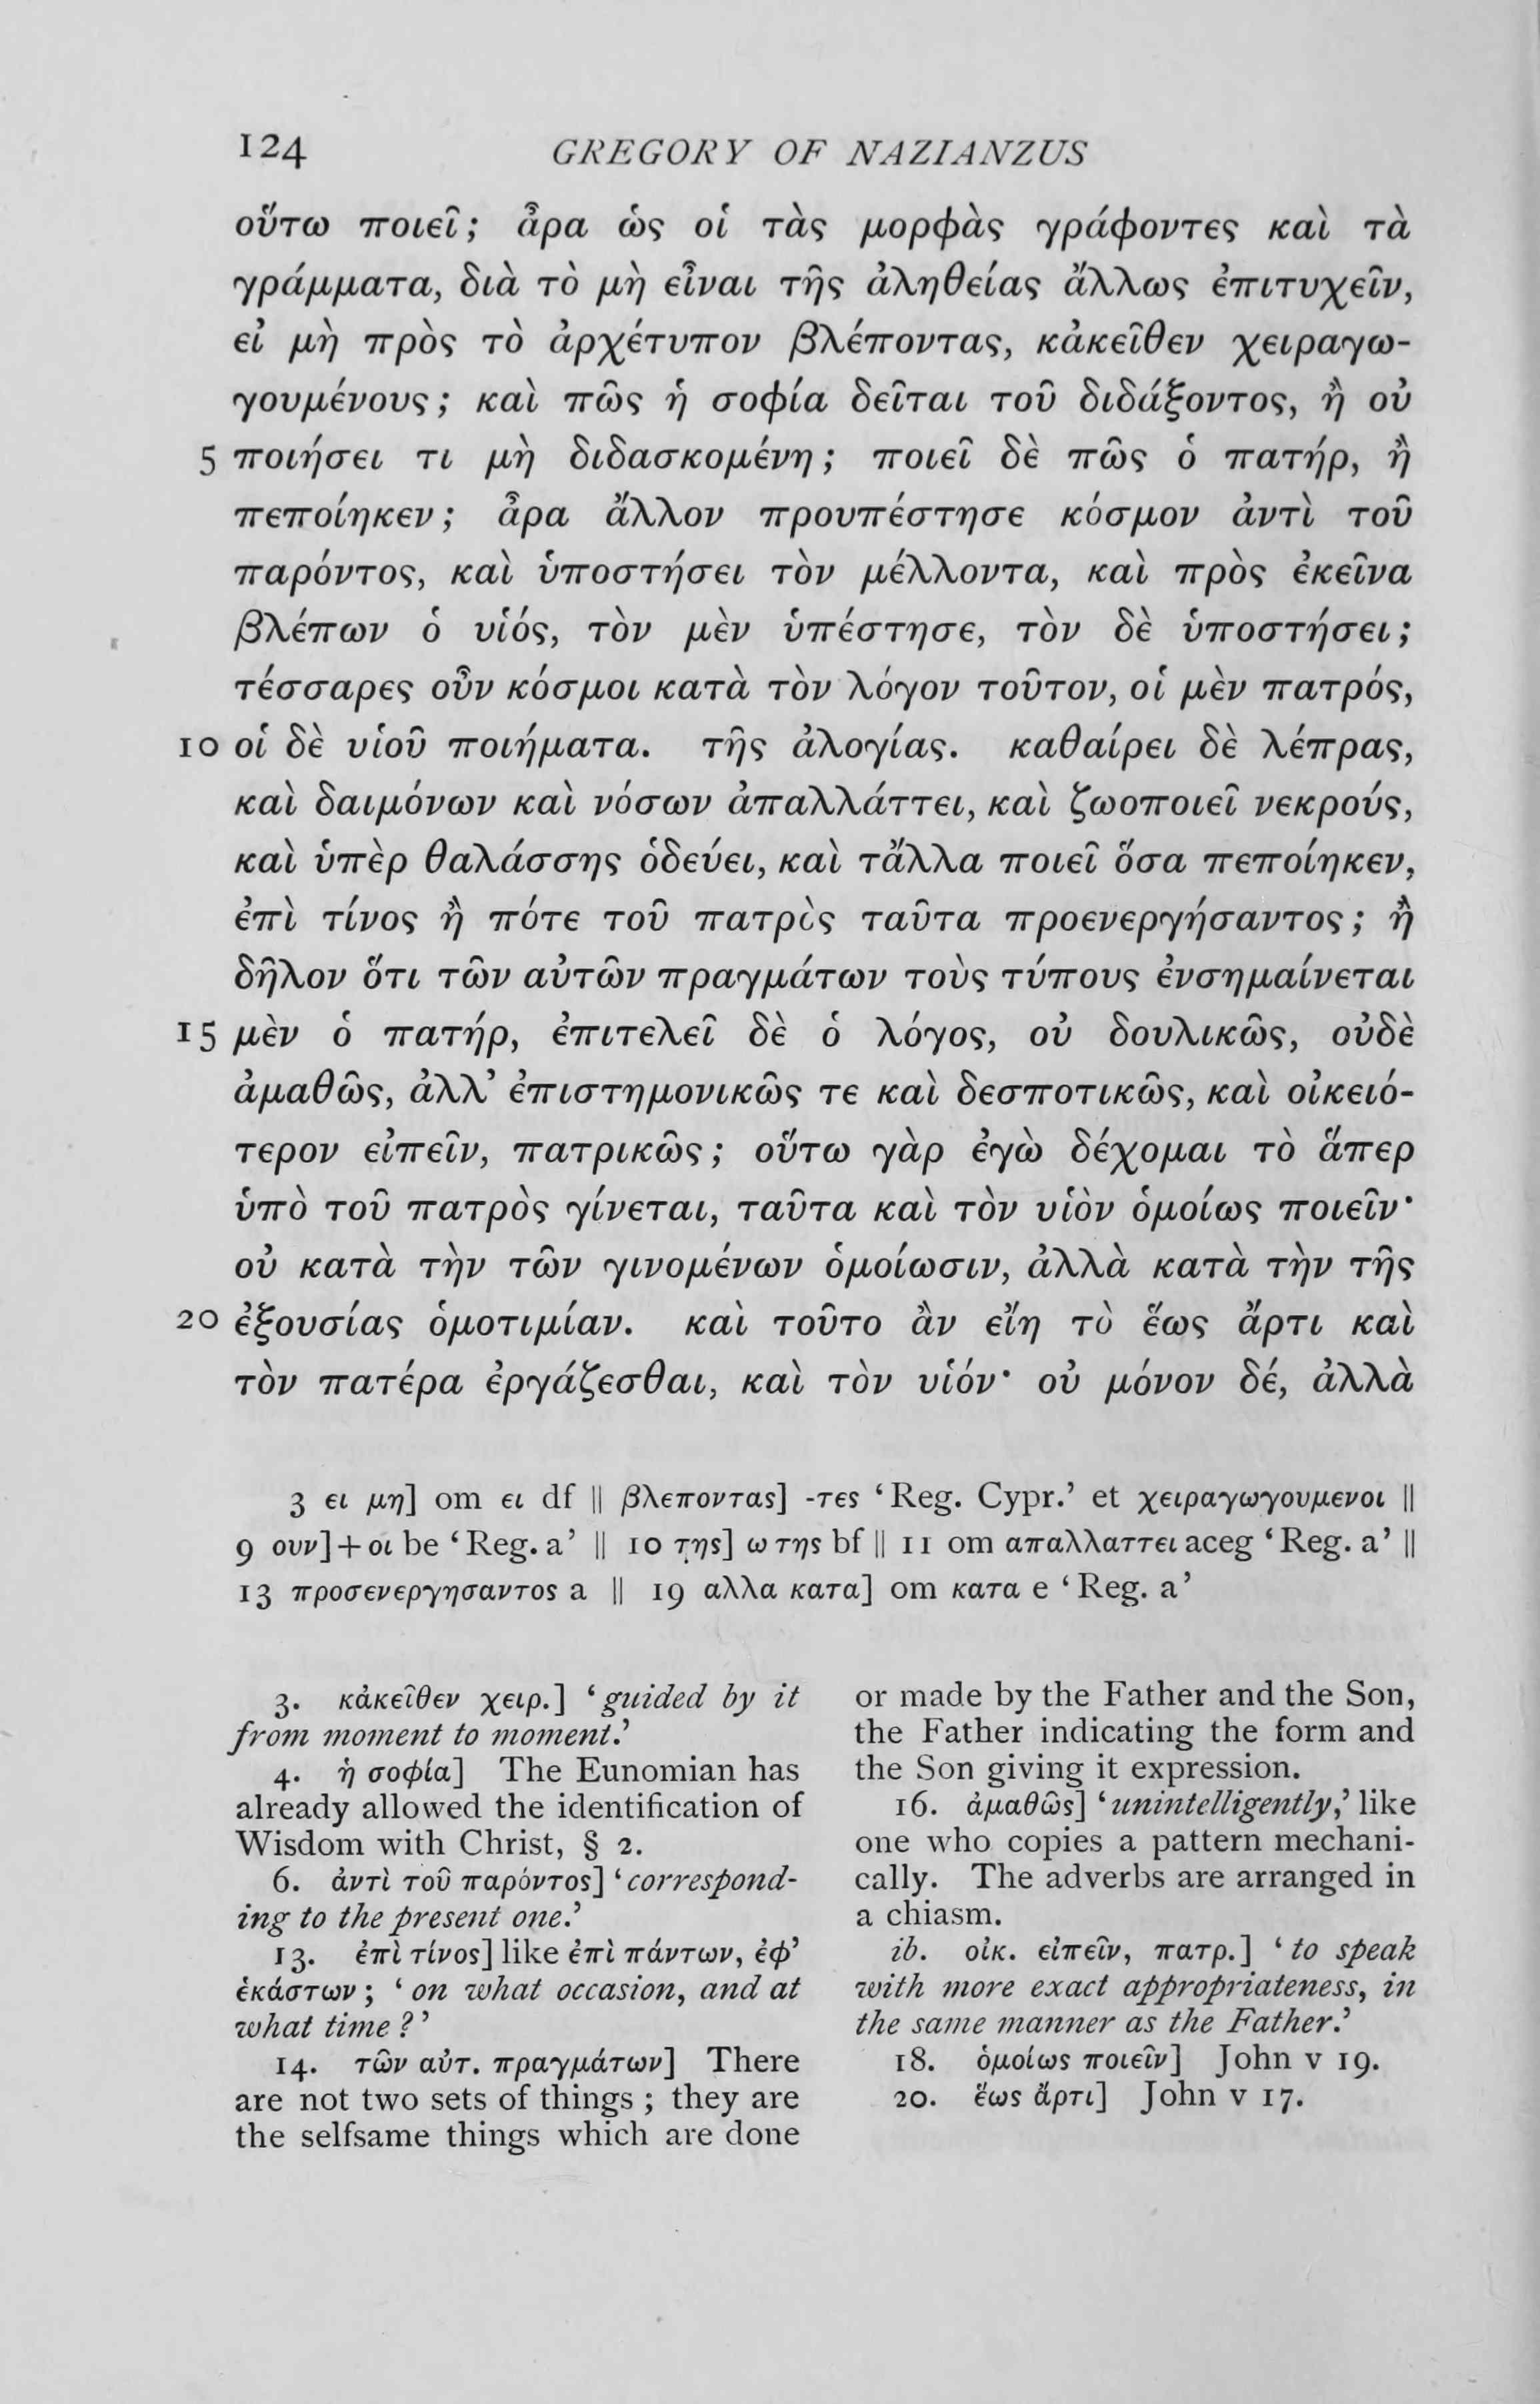 124 GREGORY OF NAZIANZUS
οὕτω ποιεῖ; ἆρα ὡς οἱ τὰς μορφὰς γράφοντες καὶ τὰ
γράμματα, διὰ τὸ μὴ εἶναι τῆς ἀληθείας ἄλλως ἐπιτυχεῖν,
εἰ μὴ πρὸς τὸ ἀρχέτυπον βλέποντας, κἀκεῖθεν χειραγω-
γουμένους; καὶ πῶς ἡ σοφία δεῖται τοῦ διδάξοντος, ἢ οὐ
5 ποιήσει τι μὴ διδασκομένη; ποιεῖ δὲ πῶς ὁ πατήρ, ἢ
πεποίηκεν; ἆρα ἄλλον προυπέστησε κόσμον ἀντὶ τοῦ
παρόντος, καὶ ὑποστήσει τὸν μέλλοντα, καὶ πρὸς ἐκεῖνα
βλέπων ὁ υἱός, τὸν μὲν ὑπέστησε, τὸν δὲ ὑποστήσει;
τέσσαρες οὖν κόσμοι κατὰ τὸν λόγον τοῦτον, οἱ μὲν πατρός,
10 οἱ δὲ υἱοῦ ποιήματα. τῆς ἀλογίας. καθαίρει δὲ λέπρας,
καὶ δαιμόνων καὶ νόσων ἀπαλλάττει, καὶ ζωοποιεῖ νεκρούς,
καὶ ὑπὲρ θαλάσσης ὁδεύει, καὶ τἄλλα ποιεῖ ὅσα πεποίηκεν,
ἐπὶ τίνος ἢ πότε τοῦ πατρὸς ταῦτα προενεργήσαντος; ἢ
δῆλον ὅτι τῶν αὐτῶν πραγμάτων τοὺς τύπους ἐνσημαίνεται
15 μὲν ὁ πατήρ, ἐπιτελεῖ δὲ ὁ λόγος, οὐ δουλικῶς, οὐδὲ
ἀμαθῶς, ἀλλ’ ἐπιστημονικῶς τε καὶ δεσποτικῶς, καὶ οἰκειό-
τερον εἰπεῖν, πατρικῶς; οὕτω γὰρ ἐγὼ δέχομαι τὸ ἅπερ
ὑπὸ τοῦ πατρὸς γίνεται, ταῦτα καὶ τὸν υἱὸν ὁμοίως ποιεῖν·
οὐ κατὰ τὴν τῶν γινομένων ὁμοίωσιν, ἀλλὰ κατὰ τὴν τῆς
20 ἐξουσίας ὁμοτιμίαν. καὶ τοῦτο ἂν εἴη τὸ ἕως ἄρτι καὶ
τὸν πατέρα ἐργάζεσθαι, καὶ τὸν υἱόν· οὐ μόνον δέ, ἀλλὰ
3 ει μη] om ει df || βλεποντας] -τες ‘Reg. Cypr.’ et χειραγωγουμενοι ||
9 ουν]+οι be ‘Reg. a’ || 10 της] ω της bf || 11 om απαλλαττει aceg ‘Reg. a’ ||
13 προσενεργησαντος a || 19 αλλα κατα] om κατα e ‘Reg. a’
3. κἀκεῖθεν χειρ.] ‘guided by it
from moment to moment.’
4. ἡ σοφία] The Eunomian has
already allowed the identification of
Wisdom with Christ, § 2.
6. ἀντὶ τοῦ παρόντος] ‘correspond-
ing to the present one.’
13. ἐπὶ τίνος] like ἐπὶ πάντων, ἐφ’
ἑκάστων; ‘on what occasion, and at
what time?’
14. τῶν αὐτ. πραγμάτων] There
are not two sets of things; they are
the selfsame things which are done
or made by the Father and the Son,
the Father indicating the form and
the Son giving it expression.
16. ἀμαθῶς] ‘unintelligently,’ like
one who copies a pattern mechani-
cally. The adverbs are arranged in
a chiasm.
ib. οἰκ. εἰπεῖν, πατρ.] ‘to speak
with more exact appropriateness, in
the same manner as the Father.’
18. ὁμοίως ποιεῖν] John v 19.
20. ἕως ἄρτι] John v 17.